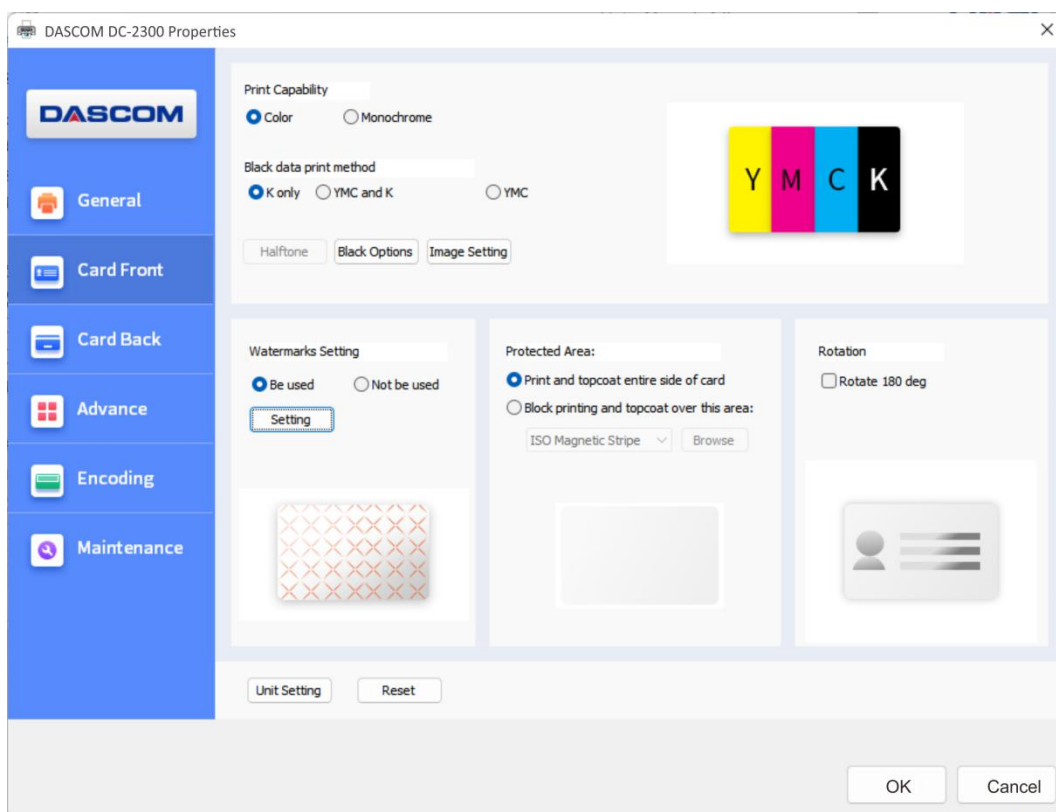 DASCOM DC-2300 Properties
DASCOM
General
Card Front
Card Back
Advance
Encoding
Maintenance
Print Capability
Color Monochrome
Black data print method
K only YMC and K YMC
Halftone Black Options Image Setting
Y M C K
Watermarks Setting
Be used Not be used
Setting
Protected Area:
Print and topcoat entire side of card
Block printing and topcoat over this area:
ISO Magnetic Stripe Browse
Rotation
Rotate 180 deg
Unit Setting Reset
OK Cancel